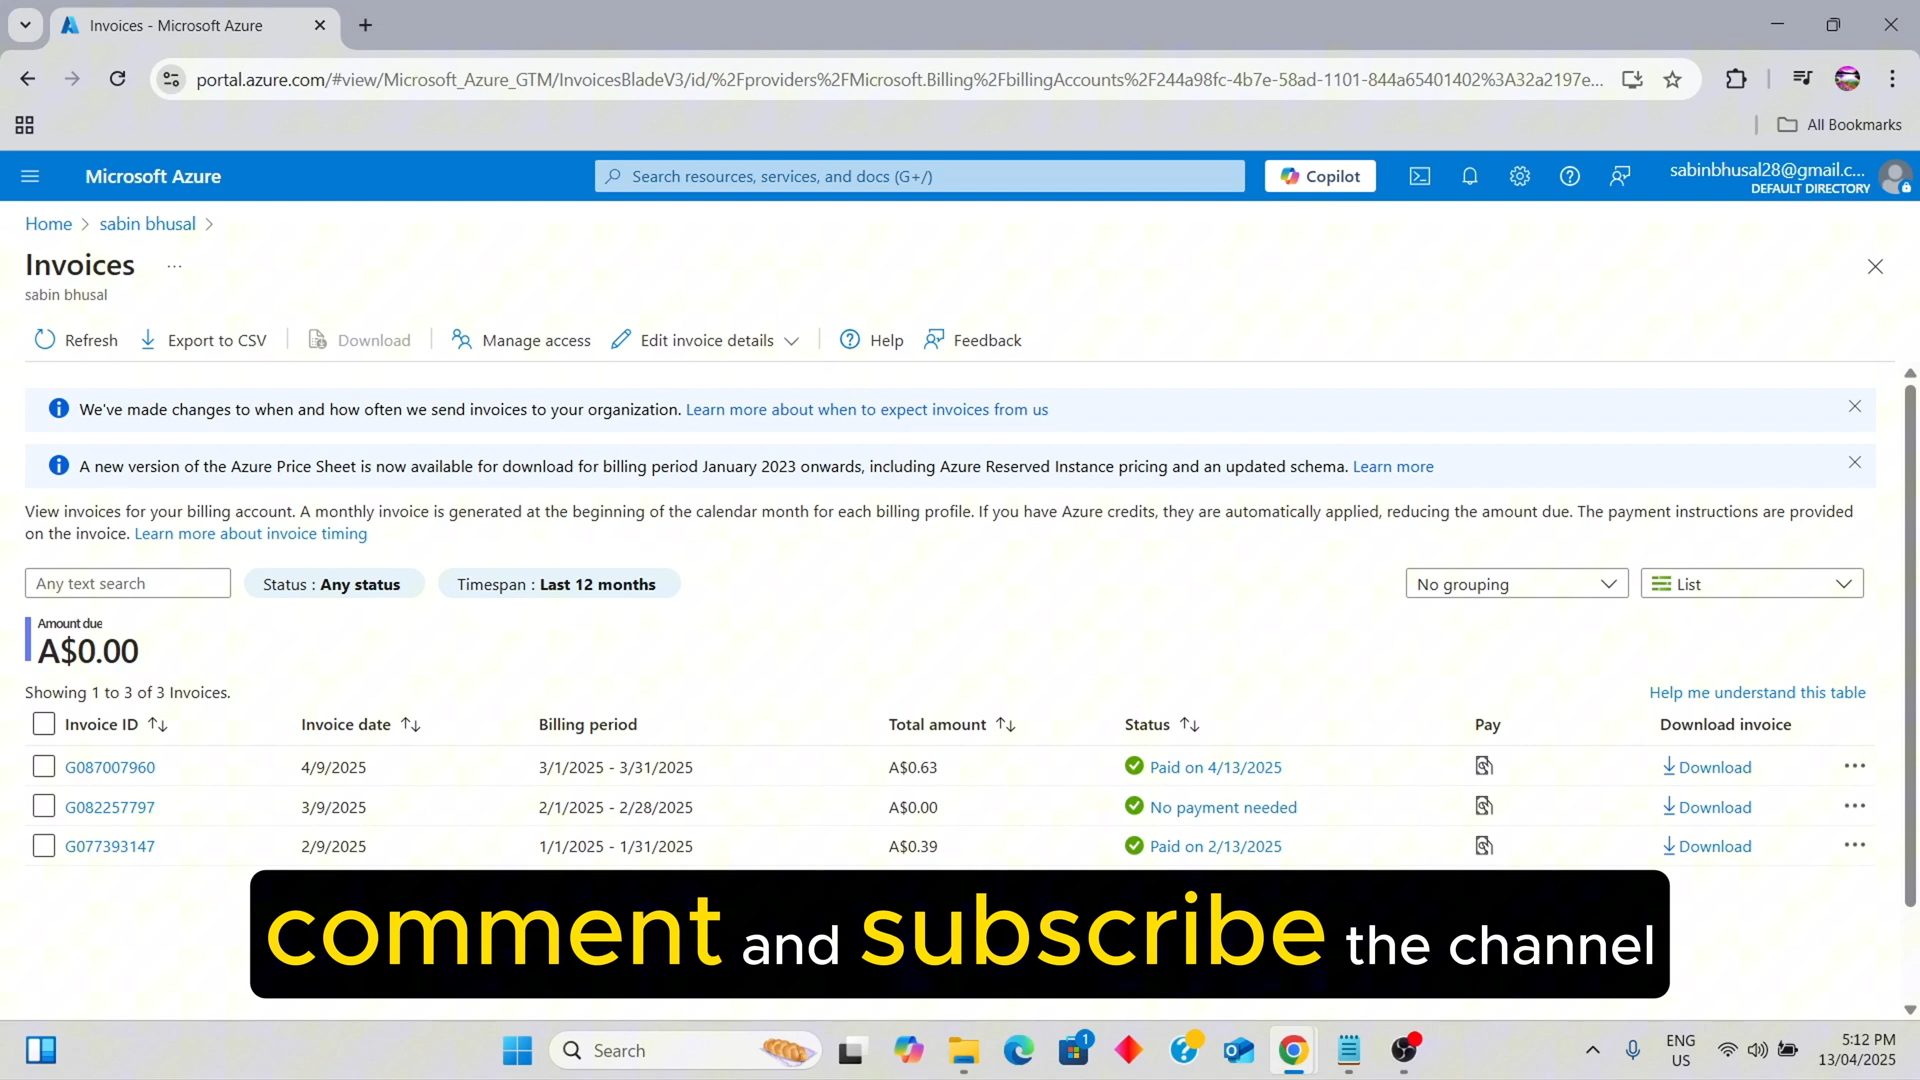 Invoices - Microsoft Azure
portal.azure.com/#view/Microsoft_Azure_GTM/InvoicesBladeV3/id/%2Fproviders%2FMicrosoft.Billing%2FbillingAccounts%2F244a98fc-4b7e-58ad-1101-844a65401402%3A32a2197e...
All Bookmarks
Microsoft Azure
Search resources, services, and docs (G+/)
Copilot
sabinbhusal28@gmail.c...
DEFAULT DIRECTORY
Home > sabin bhusal >
Invoices ...
sabin bhusal
Refresh Export to CSV Download Manage access Edit invoice details Help Feedback
We've made changes to when and how often we send invoices to your organization. Learn more about when to expect invoices from us
A new version of the Azure Price Sheet is now available for download for billing period January 2023 onwards, including Azure Reserved Instance pricing and an updated schema. Learn more
View invoices for your billing account. A monthly invoice is generated at the beginning of the calendar month for each billing profile. If you have Azure credits, they are automatically applied, reducing the amount due. The payment instructions are provided
on the invoice. Learn more about invoice timing
Any text search Status : Any status Timespan : Last 12 months No grouping List
Amount due
A$0.00
Showing 1 to 3 of 3 Invoices. Help me understand this table
Invoice ID Invoice date Billing period Total amount Status Pay Download invoice
G087007960 4/9/2025 3/1/2025 - 3/31/2025 A$0.63 Paid on 4/13/2025 Download
G082257797 3/9/2025 2/1/2025 - 2/28/2025 A$0.00 No payment needed Download
G077393147 2/9/2025 1/1/2025 - 1/31/2025 A$0.39 Paid on 2/13/2025 Download
comment and subscribe the channel
Search
1
ENG
US
5:12 PM
13/04/2025